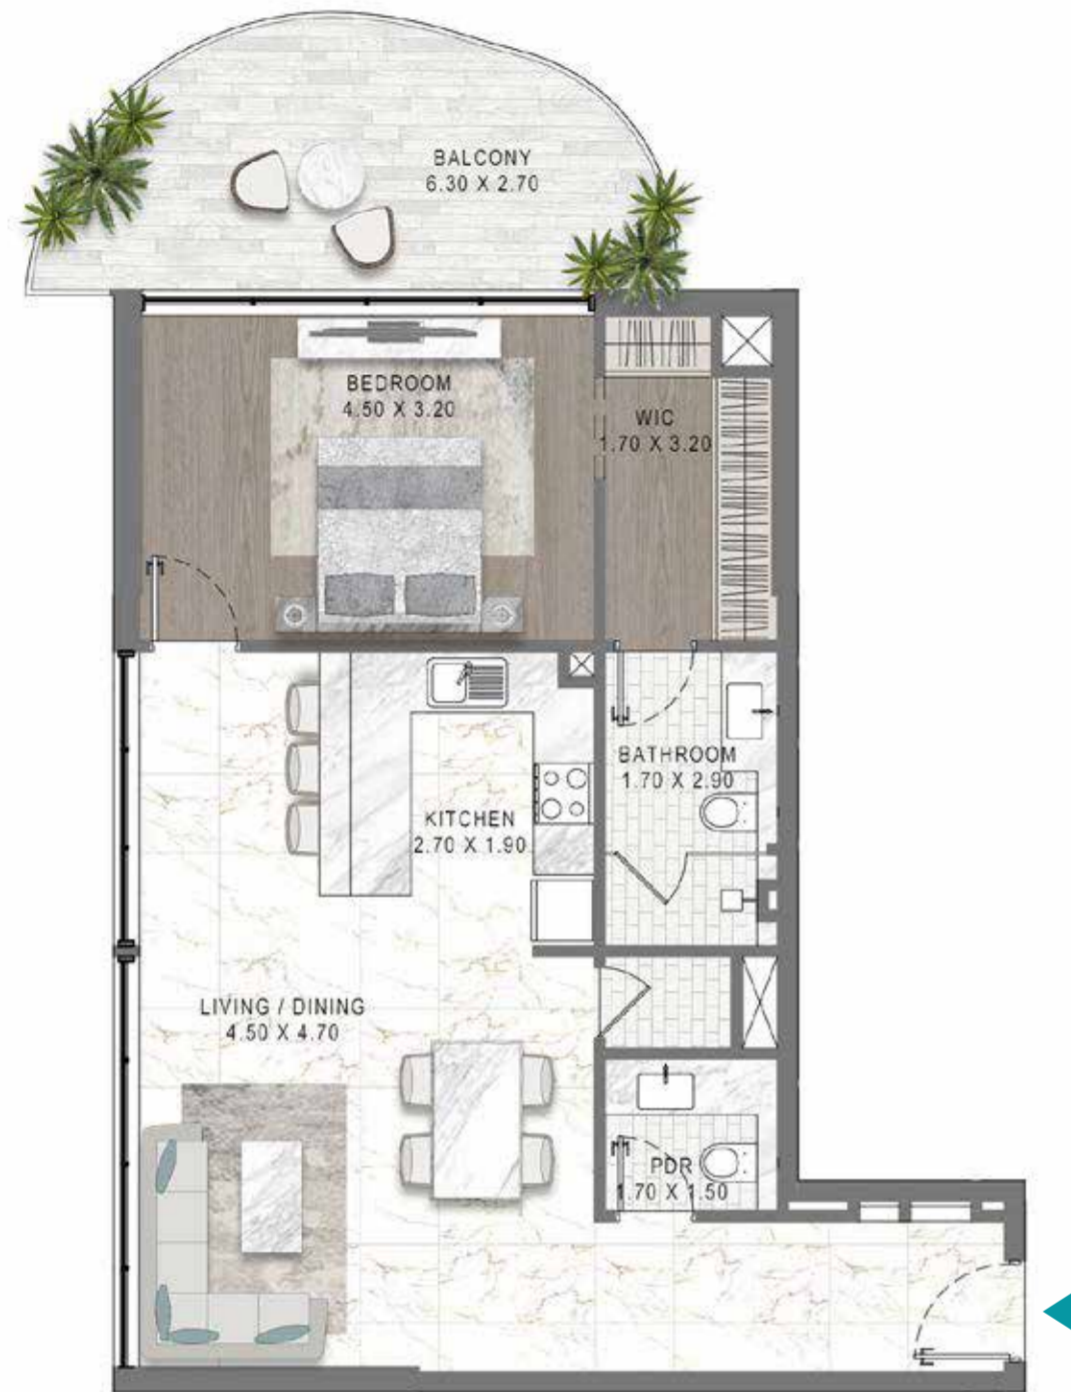 BALCONY
6.30 X 2.70
BEDROOM
4.50 X 3.20
WIC
1.70 X 3.20
BATHROOM
1.70 X 2.90
KITCHEN
2.70 X 1.90
LIVING / DINING
4.50 X 4.70
PDR
1.70 X 1.50